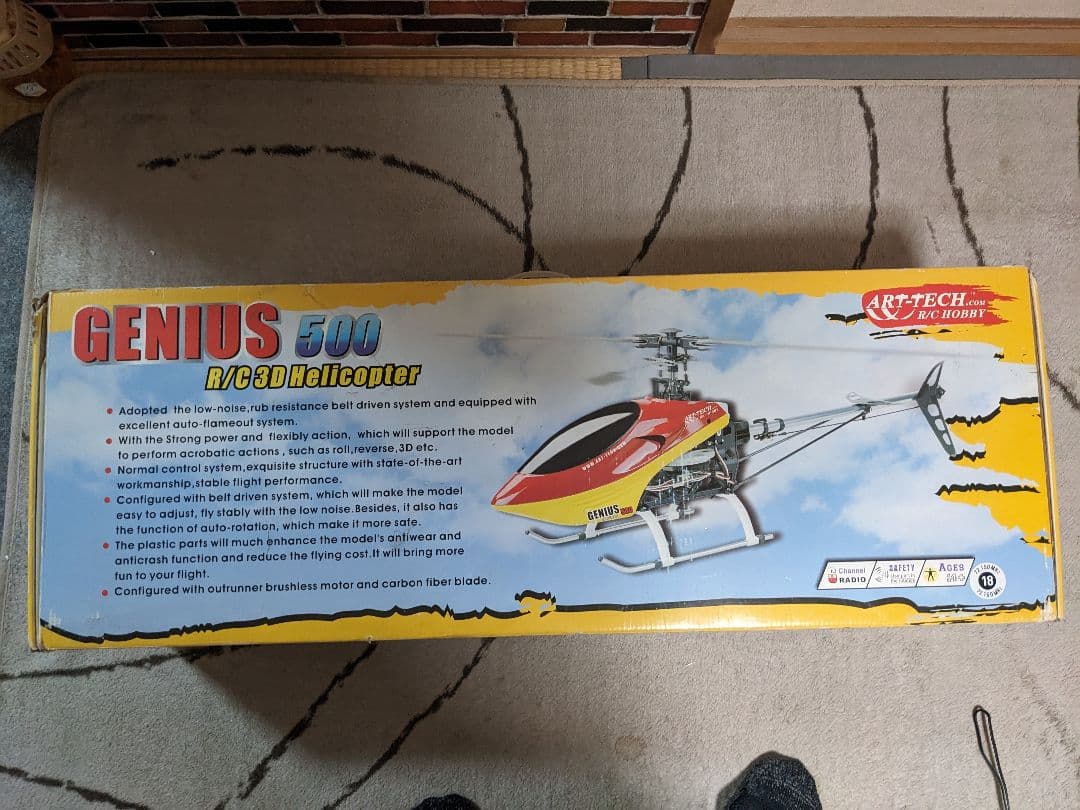 GENIUS 500
R/C 3D Helicopter
ART-TECH.COM
R/C HOBBY
Adopted the low-noise,rub resistance belt driven system and equipped with
excellent auto-flameout system.
With the Strong power and flexibly action, which will support the model
to perform acrobatic actions , such as roll,reverse,3D etc.
Normal control system,exquisite structure with state-of-the-art
workmanship,stable flight performance.
Configured with belt driven system, which will make the model
easy to adjust, fly stably with the low noise.Besides, it also has
the function of auto-rotation, which make it more safe.
The plastic parts will much enhance the model's antiwear and
anticrash function and reduce the flying cost.It will bring more
fun to your flight.
Configured with outrunner brushless motor and carbon fiber blade.
ART-TECH
GENIUS 500
Channel
RADIO
SAFETY
AGES
18